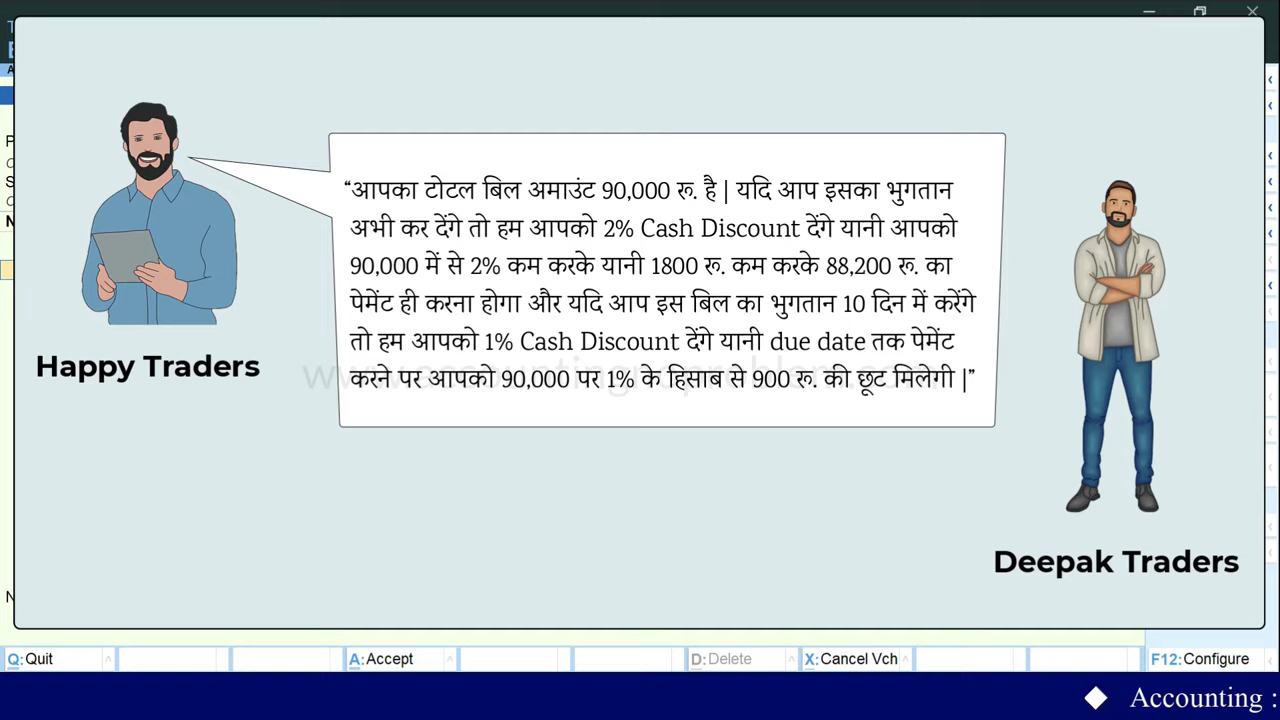 “आपका टोटल बिल अमाउंट 90,000 रू. है | यदि आप इसका भुगतान
अभी कर देंगे तो हम आपको 2% Cash Discount देंगे यानी आपको
90,000 में से 2% कम करके यानी 1800 रू. कम करके 88,200 रू. का
पेमेंट ही करना होगा और यदि आप इस बिल का भुगतान 10 दिन में करेंगे
तो हम आपको 1% Cash Discount देंगे यानी due date तक पेमेंट
करने पर आपको 90,000 पर 1% के हिसाब से 900 रू. की छूट मिलेगी |”
Happy Traders
Deepak Traders
Q:Quit
A:Accept
D:Delete
X:Cancel Vch
F12:Configure
◆ Accounting :